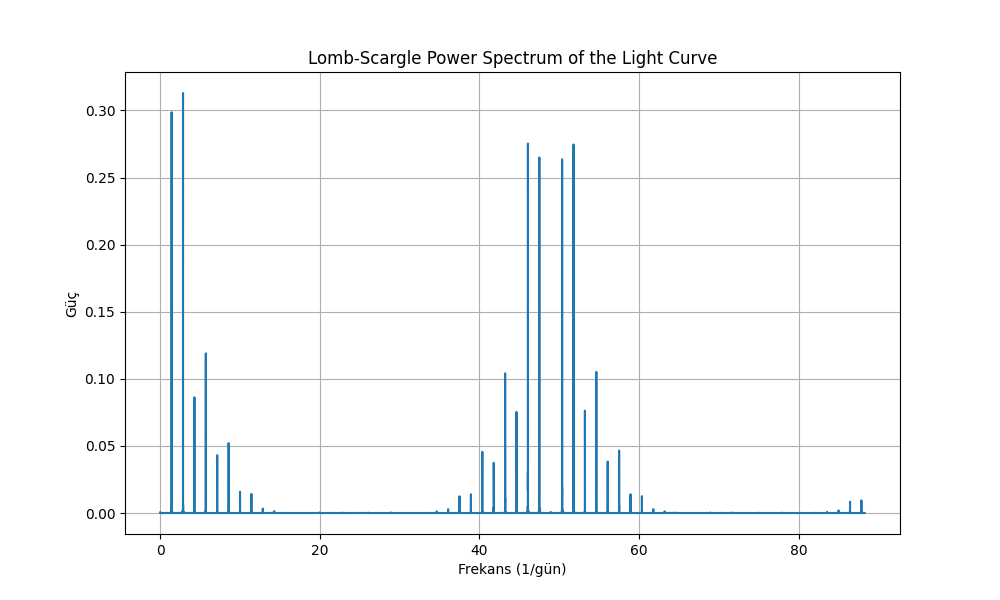 Lomb-Scargle Power Spectrum of the Light Curve
0.30
0.25
0.20
0.15
0.10
0.05
0.00
Güç
0 20 40 60 80
Frekans (1/gün)